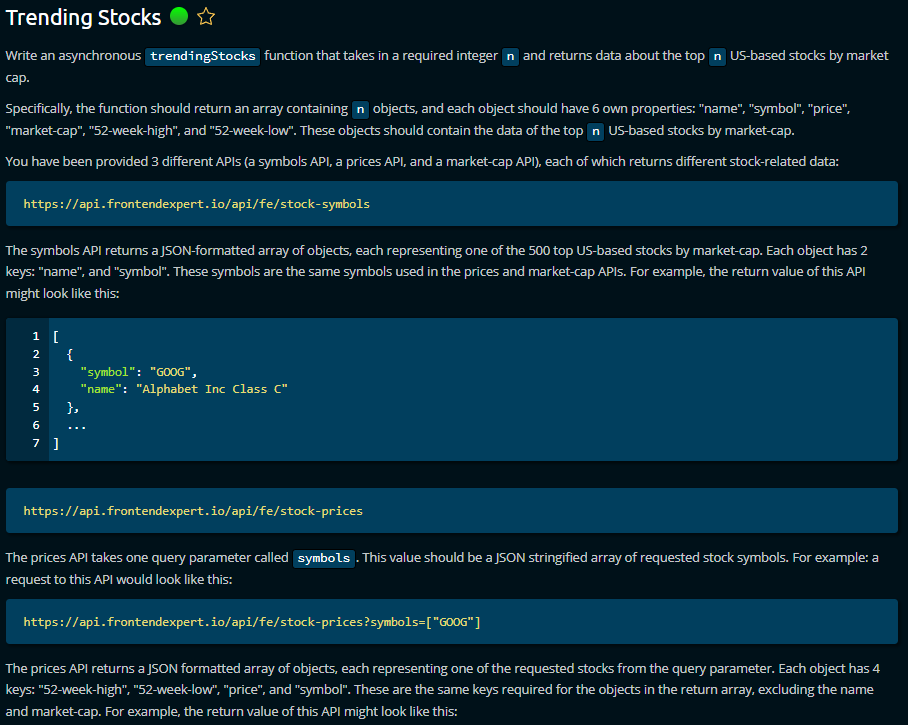 Trending Stocks
Write an asynchronous trendingStocks function that takes in a required integer n and returns data about the top n US-based stocks by market
cap.
Specifically, the function should return an array containing n objects, and each object should have 6 own properties: "name", "symbol", "price",
"market-cap", "52-week-high", and "52-week-low". These objects should contain the data of the top n US-based stocks by market-cap.
You have been provided 3 different APIs (a symbols API, a prices API, and a market-cap API), each of which returns different stock-related data:
https://api.frontendexpert.io/api/fe/stock-symbols
The symbols API returns a JSON-formatted array of objects, each representing one of the 500 top US-based stocks by market-cap. Each object has 2
keys: "name", and "symbol". These symbols are the same symbols used in the prices and market-cap APIs. For example, the return value of this API
might look like this:
1 [
2 {
3 "symbol": "GOOG",
4 "name": "Alphabet Inc Class C"
5 },
6 ...
7 ]
https://api.frontendexpert.io/api/fe/stock-prices
The prices API takes one query parameter called symbols. This value should be a JSON stringified array of requested stock symbols. For example: a
request to this API would look like this:
https://api.frontendexpert.io/api/fe/stock-prices?symbols=["GOOG"]
The prices API returns a JSON formatted array of objects, each representing one of the requested stocks from the query parameter. Each object has 4
keys: "52-week-high", "52-week-low", "price", and "symbol". These are the same keys required for the objects in the return array, excluding the name
and market-cap. For example, the return value of this API might look like this: